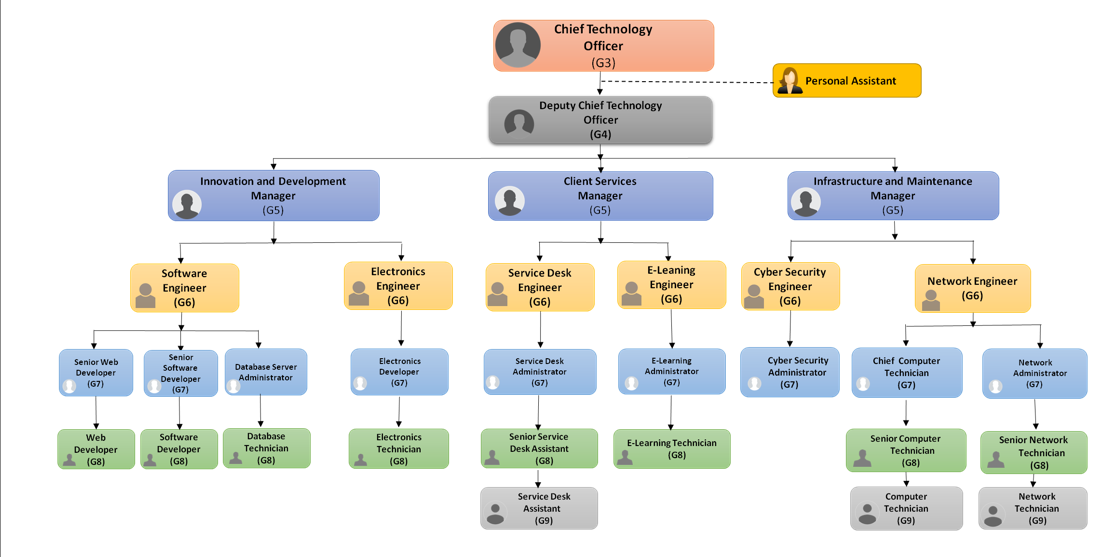 Chief Technology
Officer
(G3)
Personal Assistant
Deputy Chief Technology
Officer
(G4)
Innovation and Development
Manager
(G5)
Client Services
Manager
(G5)
Infrastructure and Maintenance
Manager
(G5)
Software
Engineer
(G6)
Electronics
Engineer
(G6)
Service Desk
Engineer
(G6)
E-Leaning
Engineer
(G6)
Cyber Security
Engineer
(G6)
Network Engineer
(G6)
Senior Web
Developer
(G7)
Senior
Software
Developer
(G7)
Database Server
Administrator
Electronics
Developer
(G7)
Service Desk
Administrator
(G7)
E-Learning
Administrator
(G7)
Cyber Security
Administrator
(G7)
Chief Computer
Technician
(G7)
Network
Administrator
(G7)
Web
Developer
(G8)
Software
Developer
(G8)
Database
Technician
(G8)
Electronics
Technician
(G8)
Senior Service
Desk Assistant
(G8)
E-Learning Technician
(G8)
Senior Computer
Technician
(G8)
Senior Network
Technician
(G8)
Service Desk
Assistant
(G9)
Computer
Technician
(G9)
Network
Technician
(G9)